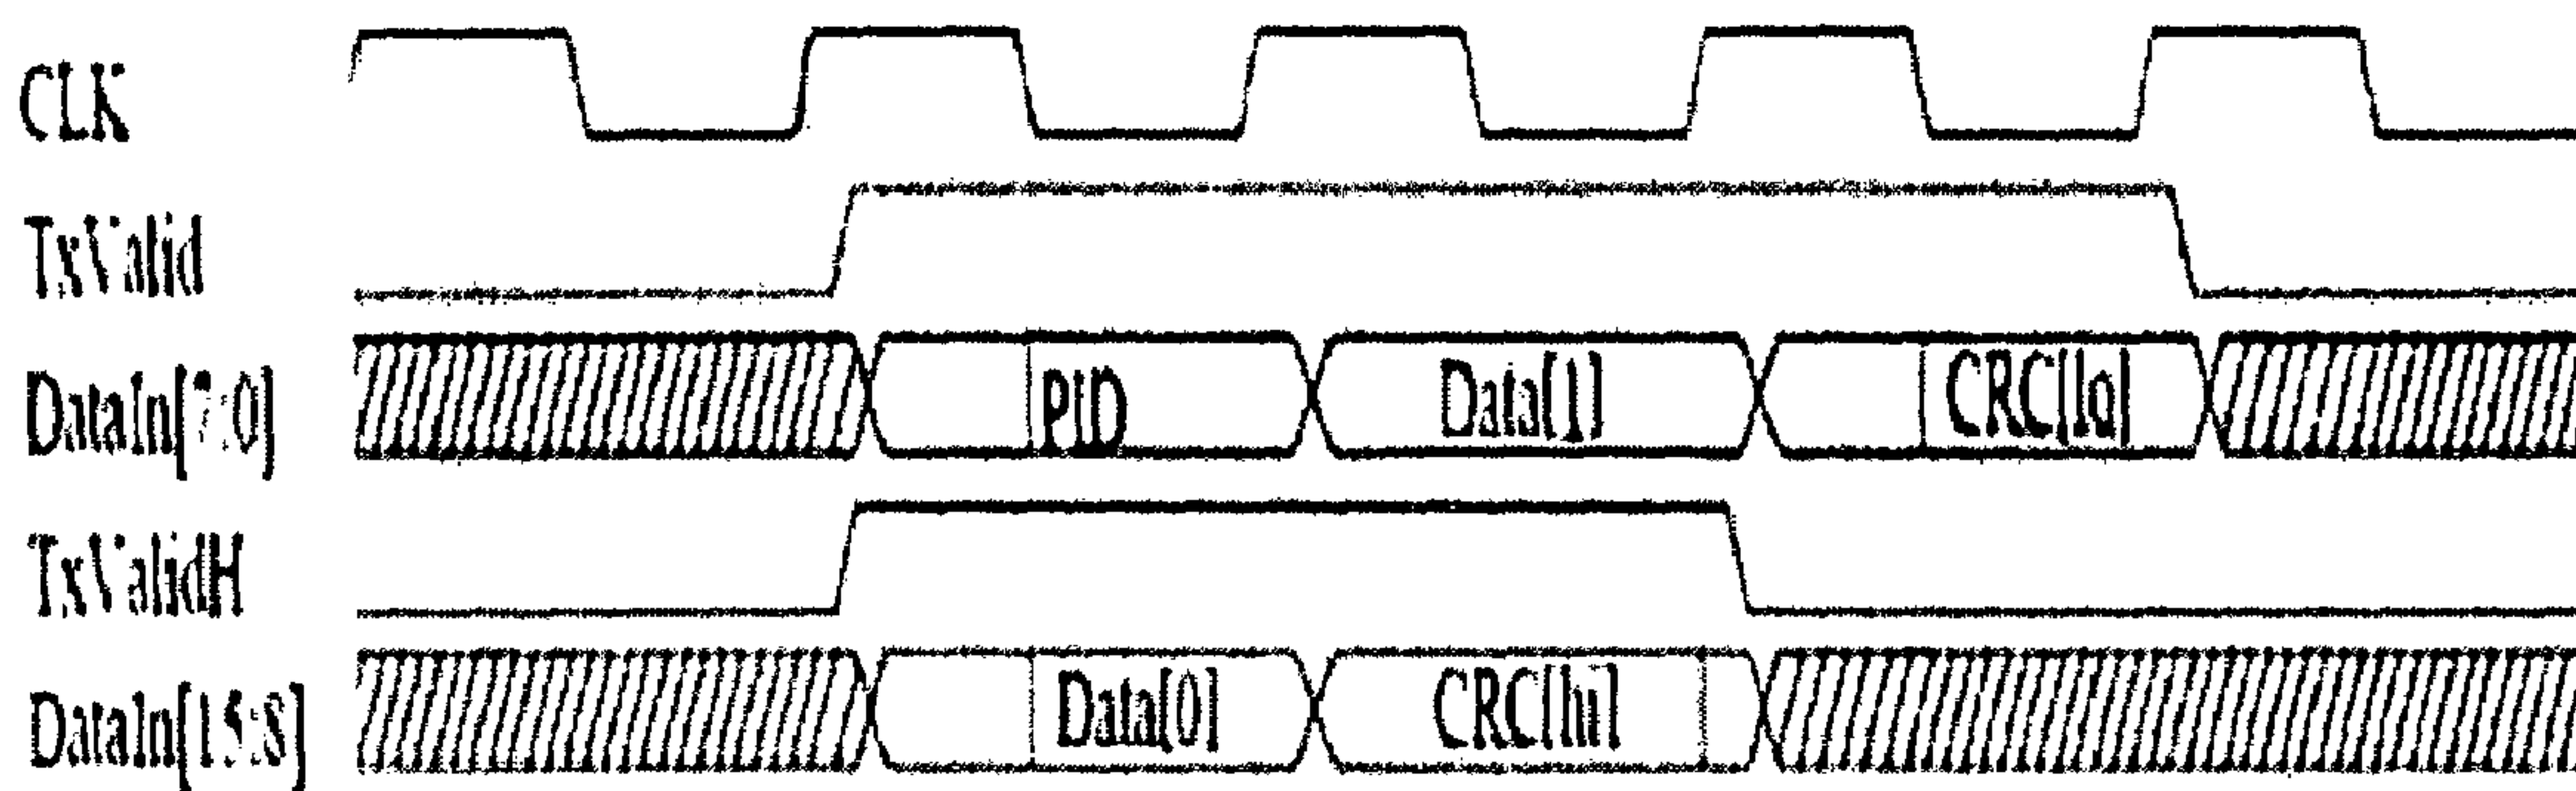 CLK
TxValid
DataIn[7:0] PID Data[1] CRC[lo]
TxValidH
DataIn[15:8] Data[0] CRC[hi]